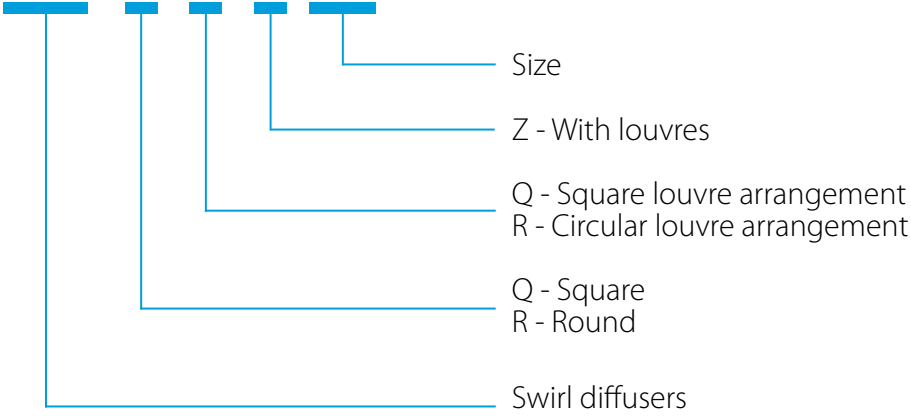 Size
Z - With louvres
Q - Square louvre arrangement
R - Circular louvre arrangement
Q - Square
R - Round
Swirl diffusers